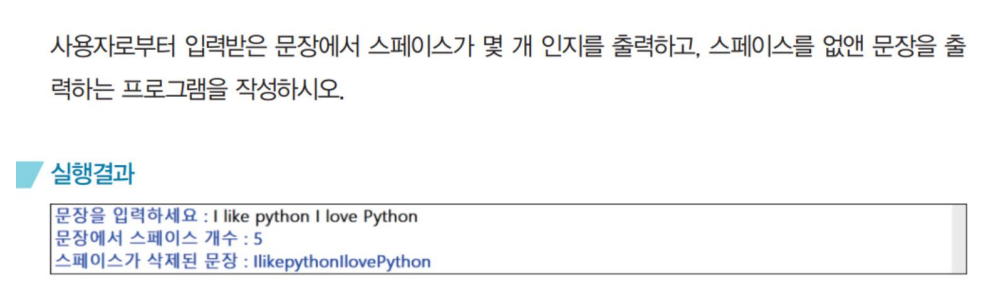 사용자로부터 입력받은 문장에서 스페이스가 몇 개 인지를 출력하고, 스페이스를 없앤 문장을 출
력하는 프로그램을 작성하시오.
실행결과
문장을 입력하세요 : I like python I love Python
문장에서 스페이스 개수 : 5
스페이스가 삭제된 문장 : IlikepythonIlovePython